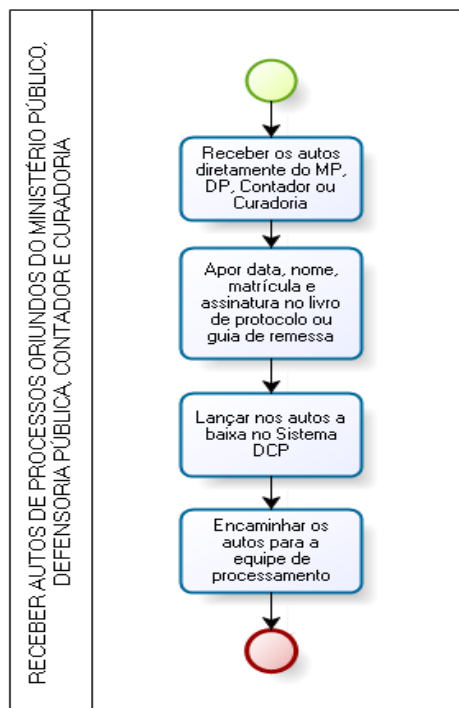 RECEBER AUTOS DE PROCESSOS ORIUNDOS DO MINISTÉRIO PÚBLICO,
DEFENSORIA PÚBLICA, CONTADOR E CURADORIA
Receber os autos
diretamente do MP,
DP, Contador ou
Curadoria
Apor data, nome,
matrícula e
assinatura no livro
de protocolo ou
guia de remessa
Lançar nos autos a
baixa no Sistema
DCP
Encaminhar os
autos para a
equipe de
processamento